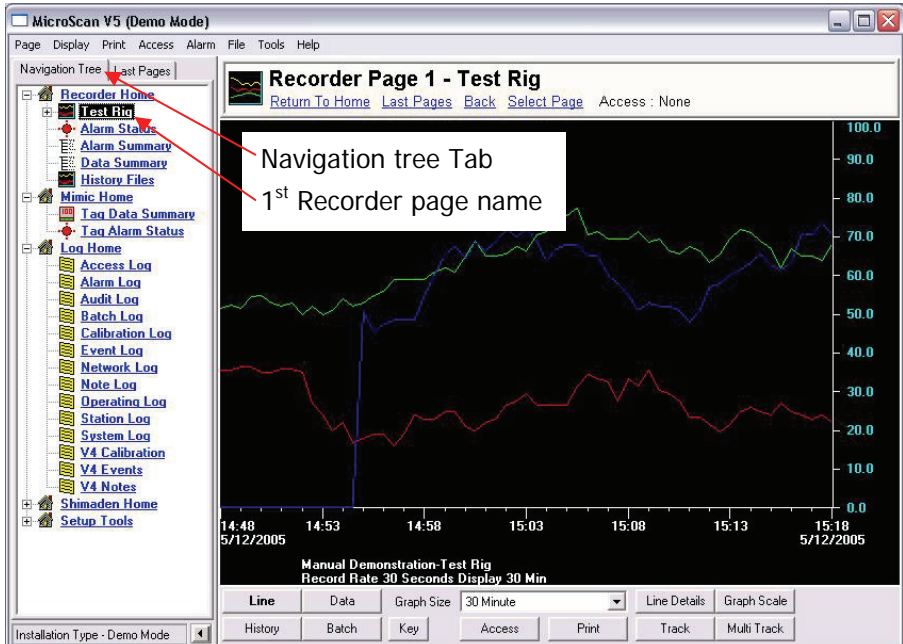 MicroScan V5 (Demo Mode)
Page Display Print Access Alarm File Tools Help
Navigation Tree Last Pages
Recorder Home
Test Rig
Alarm Status
Alarm Summary
Data Summary
History Files
Mimic Home
Tag Data Summary
Tag Alarm Status
Log Home
Access Log
Alarm Log
Audit Log
Batch Log
Calibration Log
Event Log
Network Log
Note Log
Operating Log
Station Log
System Log
V4 Calibration
V4 Events
V4 Notes
Shimaden Home
Setup Tools
Installation Type - Demo Mode
Recorder Page 1 - Test Rig
Return To Home Last Pages Back Select Page Access : None
Navigation tree Tab
1st Recorder page name
100.0
90.0
80.0
70.0
60.0
50.0
40.0
30.0
20.0
10.0
0.0
14:48 14:53 14:58 15:03 15:08 15:13 15:18
5/12/2005 5/12/2005
Manual Demonstration-Test Rig
Record Rate 30 Seconds Display 30 Min
Line Data Graph Size 30 Minute Line Details Graph Scale
History Batch Key Access Print Track Multi Track